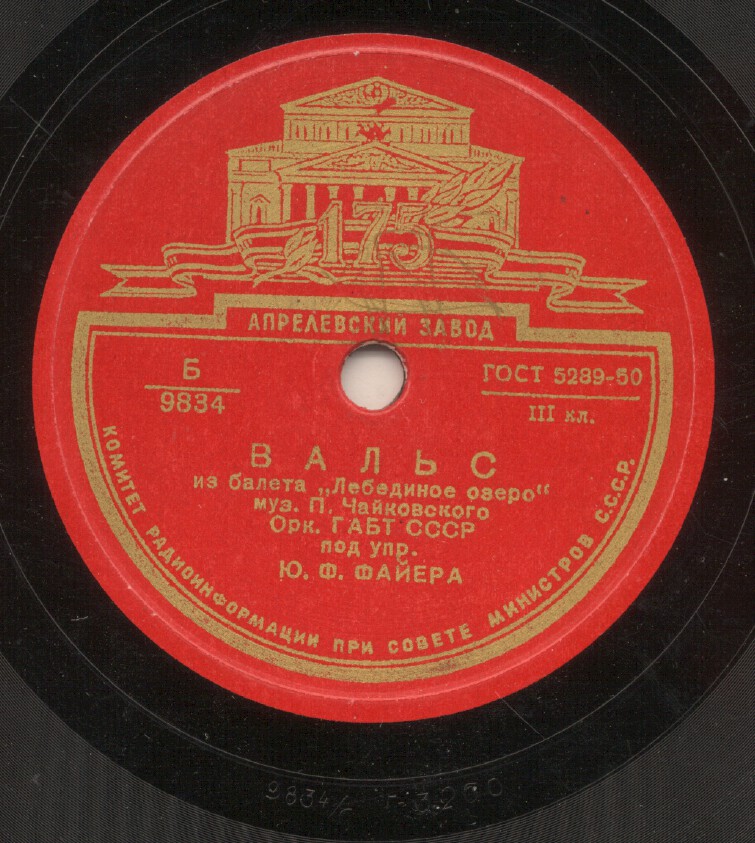 175
АПРЕЛЕВСКИЙ ЗАВОД
Б
9834
ГОСТ 5289-50
III кл.
ВАЛЬС
из балета „Лебединое озеро"
муз. П. Чайковского
Орк. ГАБТ СССР
под упр.
Ю. Ф. ФАЙЕРА
КОМИТЕТ РАДИОИНФОРМАЦИИ ПРИ СОВЕТЕ МИНИСТРОВ С.С.С.Р.
9834/